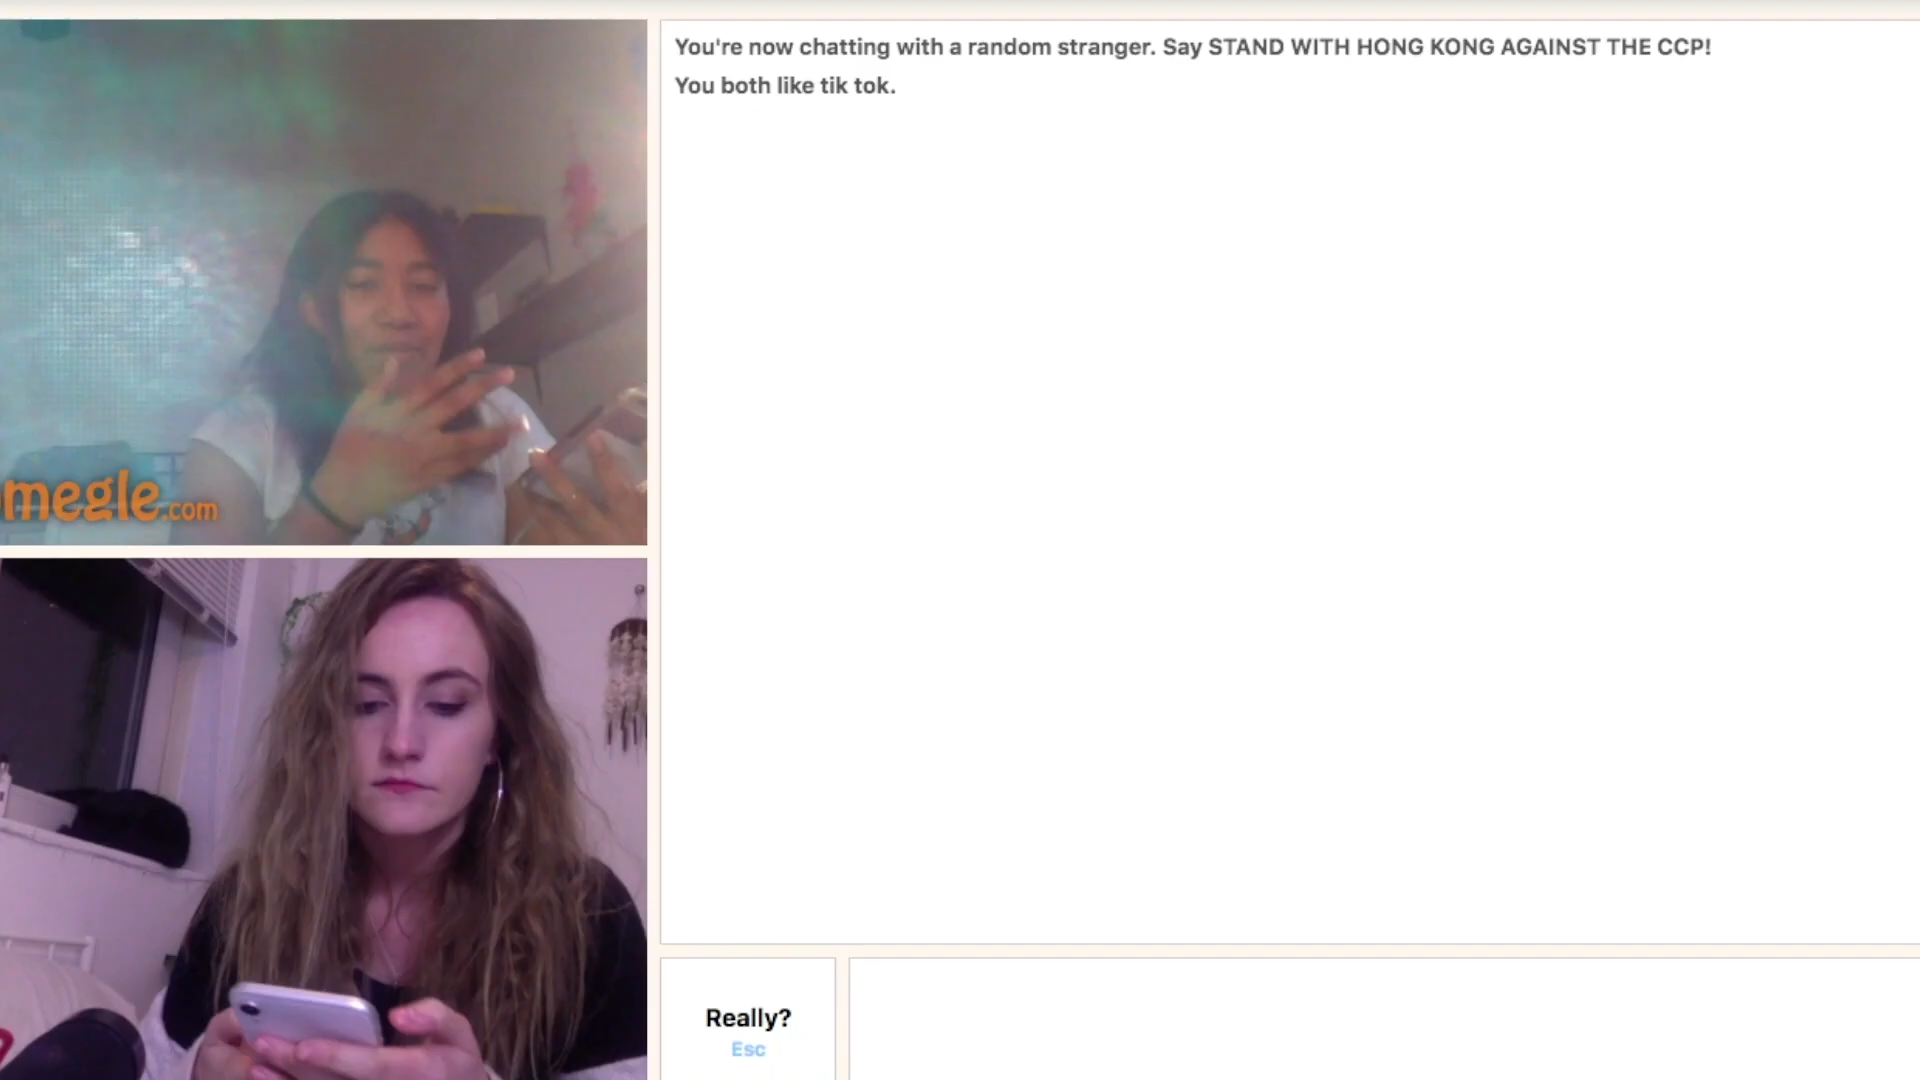 You're now chatting with a random stranger. Say STAND WITH HONG KONG AGAINST THE CCP!
You both like tik tok.
megle.com
Really?
Esc